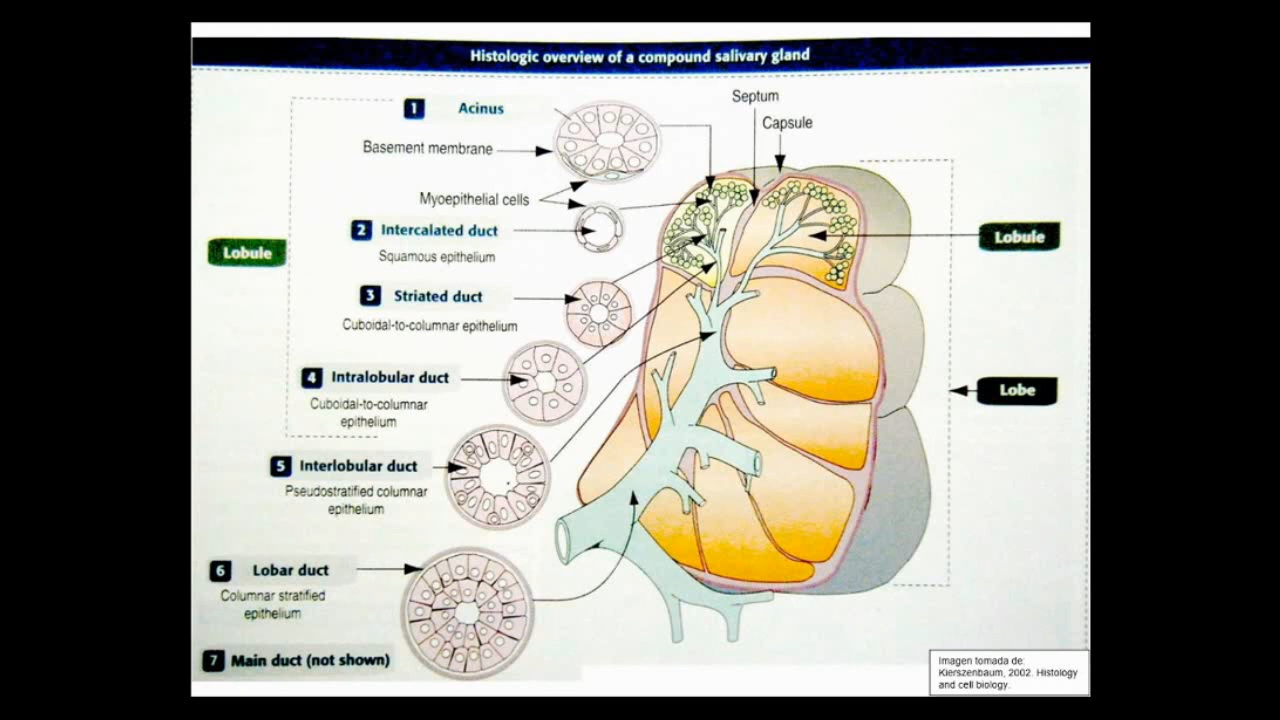 Histologic overview of a compound salivary gland
Septum
Capsule
1 Acinus
Basement membrane
Myoepithelial cells
2 Intercalated duct
Squamous epithelium
Lobule
Lobule
3 Striated duct
Cuboidal-to-columnar epithelium
4 Intralobular duct
Cuboidal-to-columnar
epithelium
Lobe
5 Interlobular duct
Pseudostratified columnar
epithelium
6 Lobar duct
Columnar stratified
epithelium
7 Main duct (not shown)
Imagen tomada de:
Kierszenbaum, 2002. Histology
and cell biology.